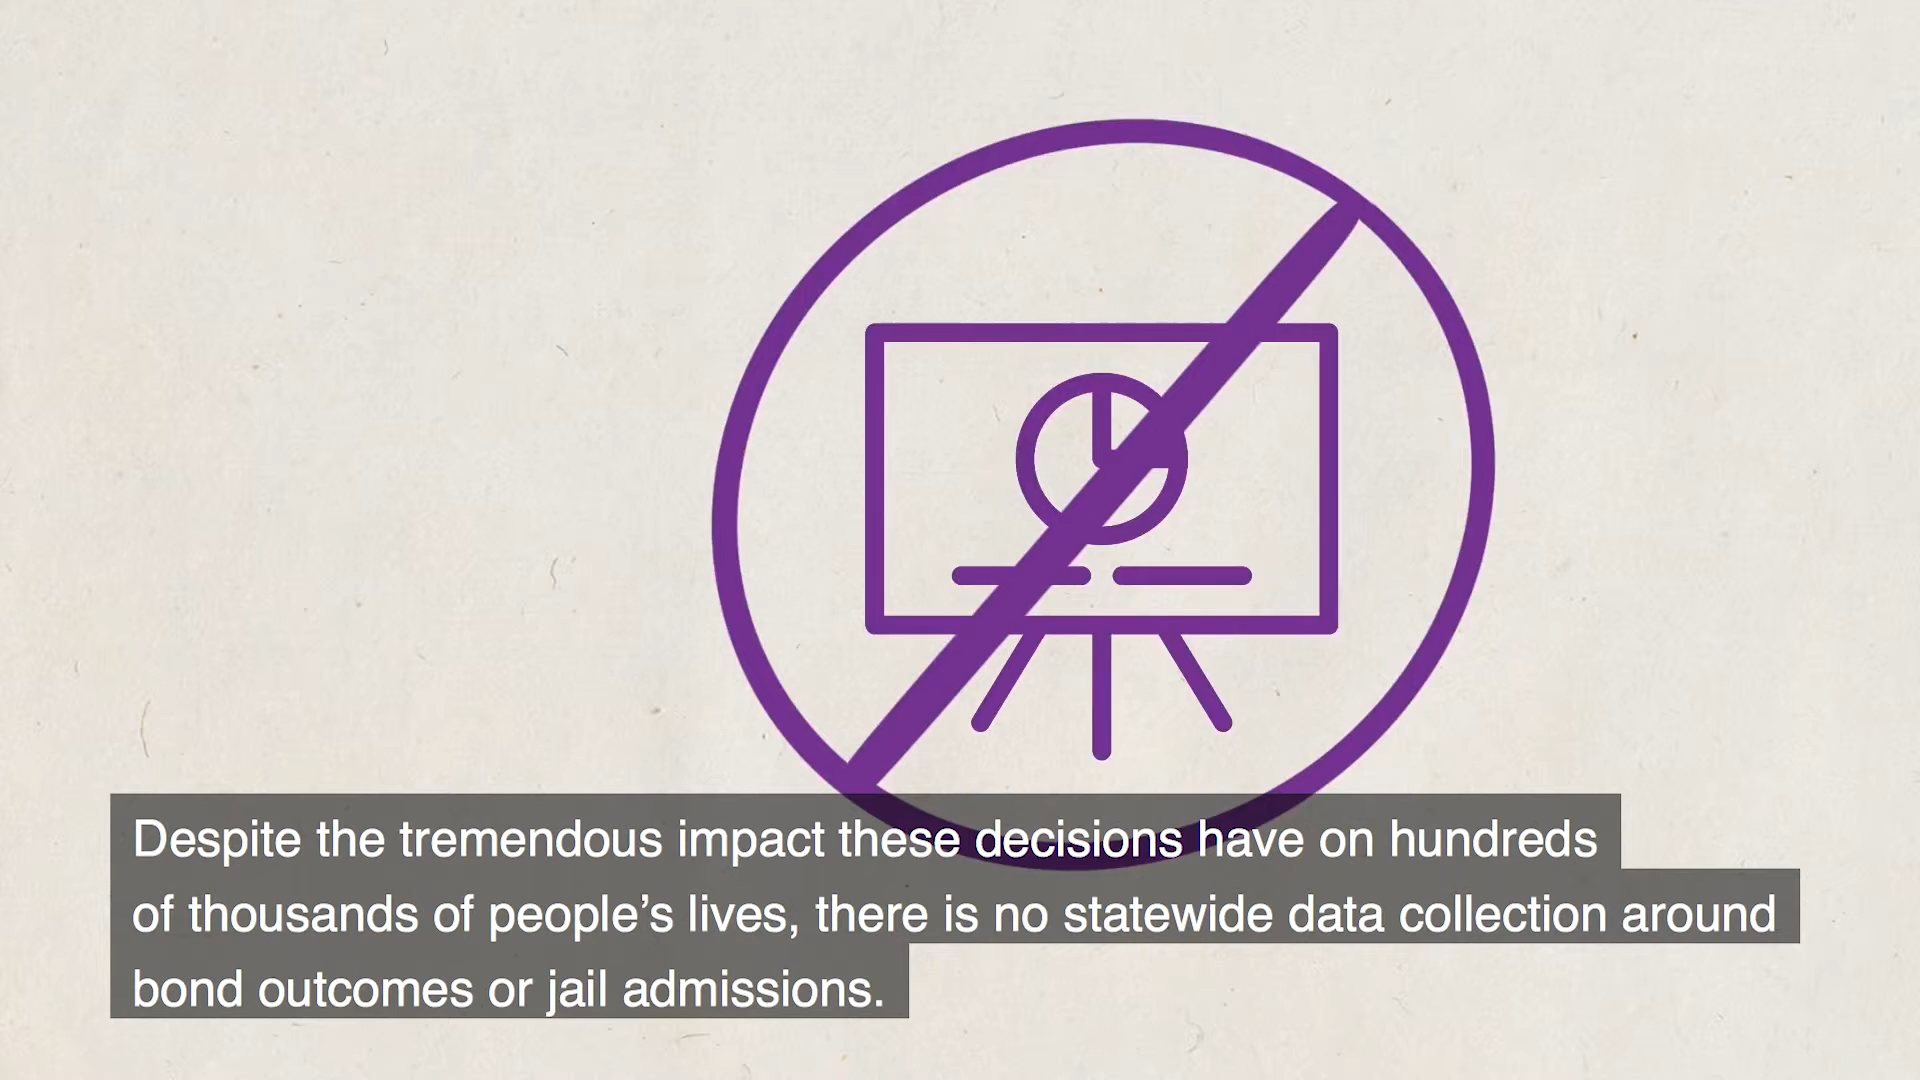 Despite the tremendous impact these decisions have on hundreds
of thousands of people’s lives, there is no statewide data collection around
bond outcomes or jail admissions.